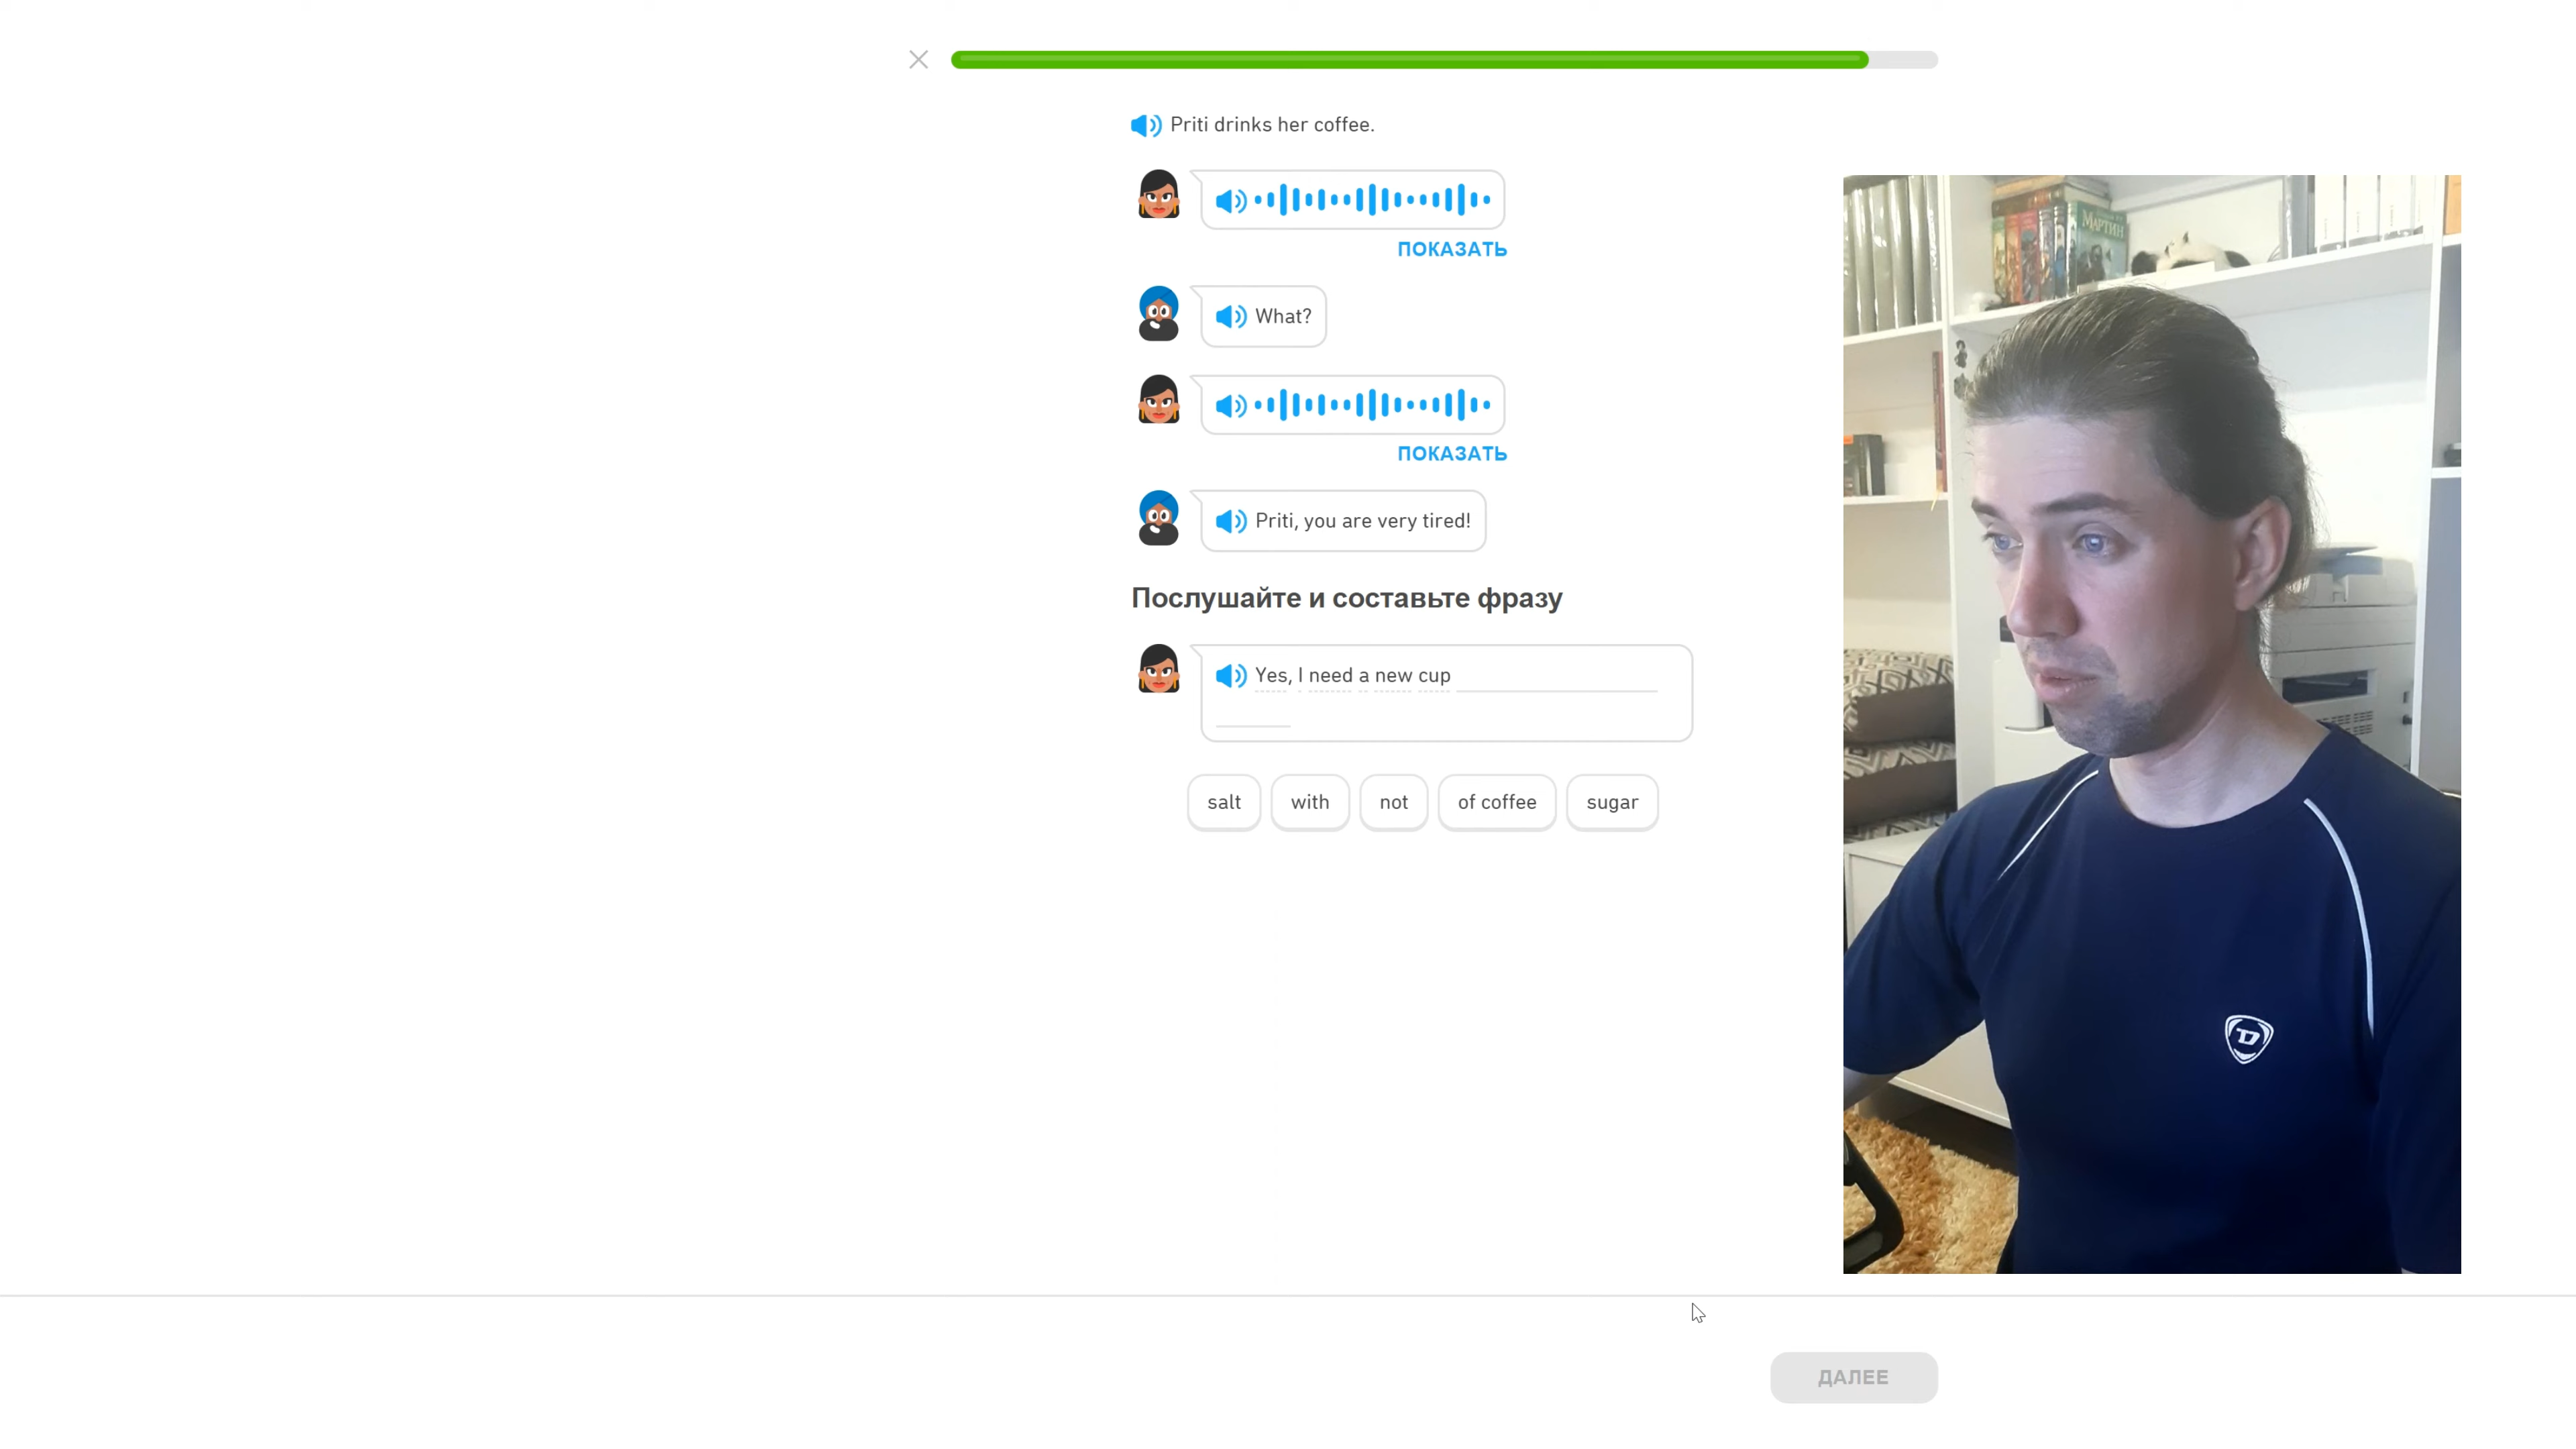 Priti drinks her coffee.
ПОКАЗАТЬ
What?
ПОКАЗАТЬ
Priti, you are very tired!
Послушайте и составьте фразу
Yes, I need a new cup
salt with not of coffee sugar
ДАЛЕЕ
МАРТИН